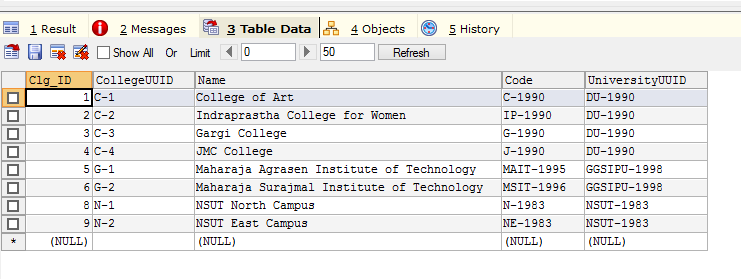 1 Result 2 Messages 3 Table Data 4 Objects 5 History
Show All Or Limit 0 50 Refresh
Clg_ID CollegeUUID Name Code UniversityUUID
1 C-1 College of Art C-1990 DU-1990
2 C-2 Indraprastha College for Women IP-1990 DU-1990
3 C-3 Gargi College G-1990 DU-1990
4 C-4 JMC College J-1990 DU-1990
5 G-1 Maharaja Agrasen Institute of Technology MAIT-1995 GGSIPU-1998
6 G-2 Maharaja Surajmal Institute of Technology MSIT-1996 GGSIPU-1998
8 N-1 NSUT North Campus N-1983 NSUT-1983
9 N-2 NSUT East Campus NE-1983 NSUT-1983
* (NULL) (NULL) (NULL) (NULL)